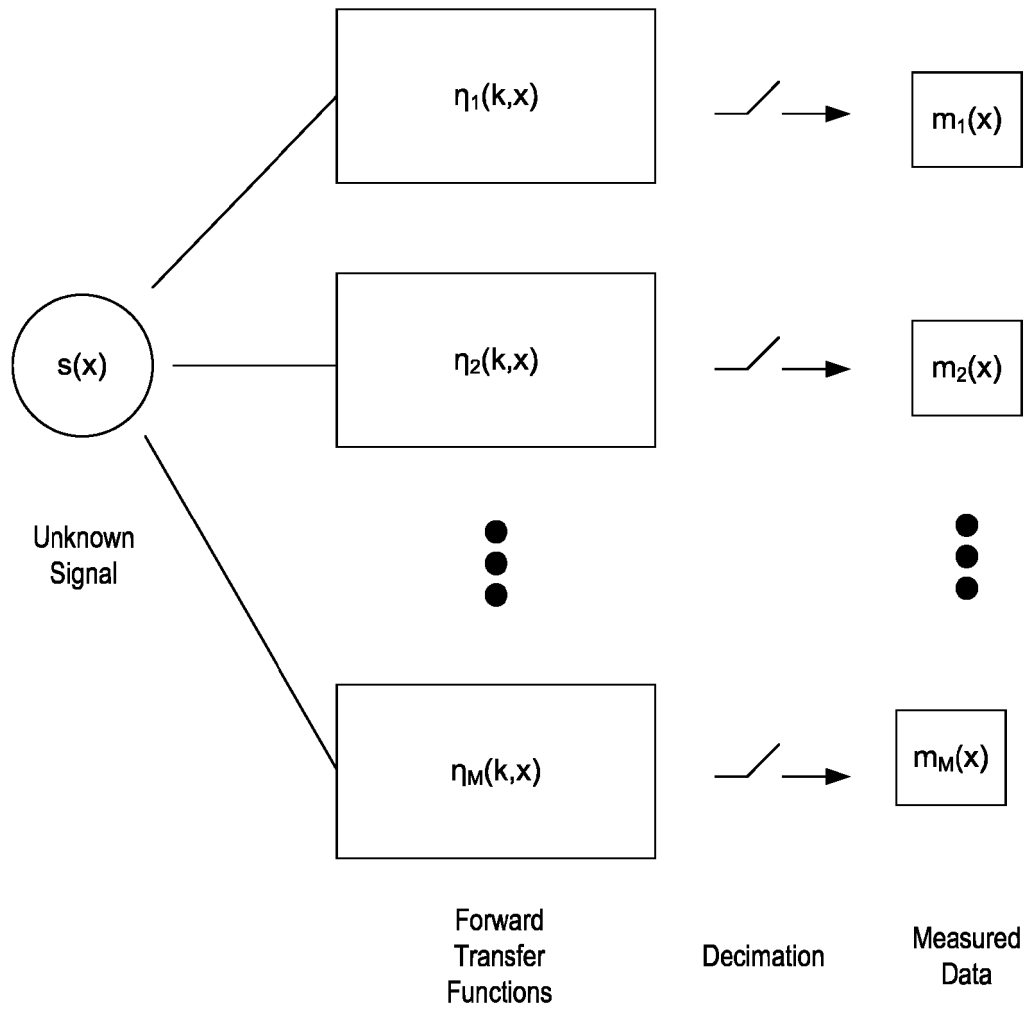 η₁(k,x)
m₁(x)
s(x)
η₂(k,x)
m₂(x)
Unknown
Signal
ηM(k,x)
mM(x)
Forward
Transfer
Functions
Decimation
Measured
Data